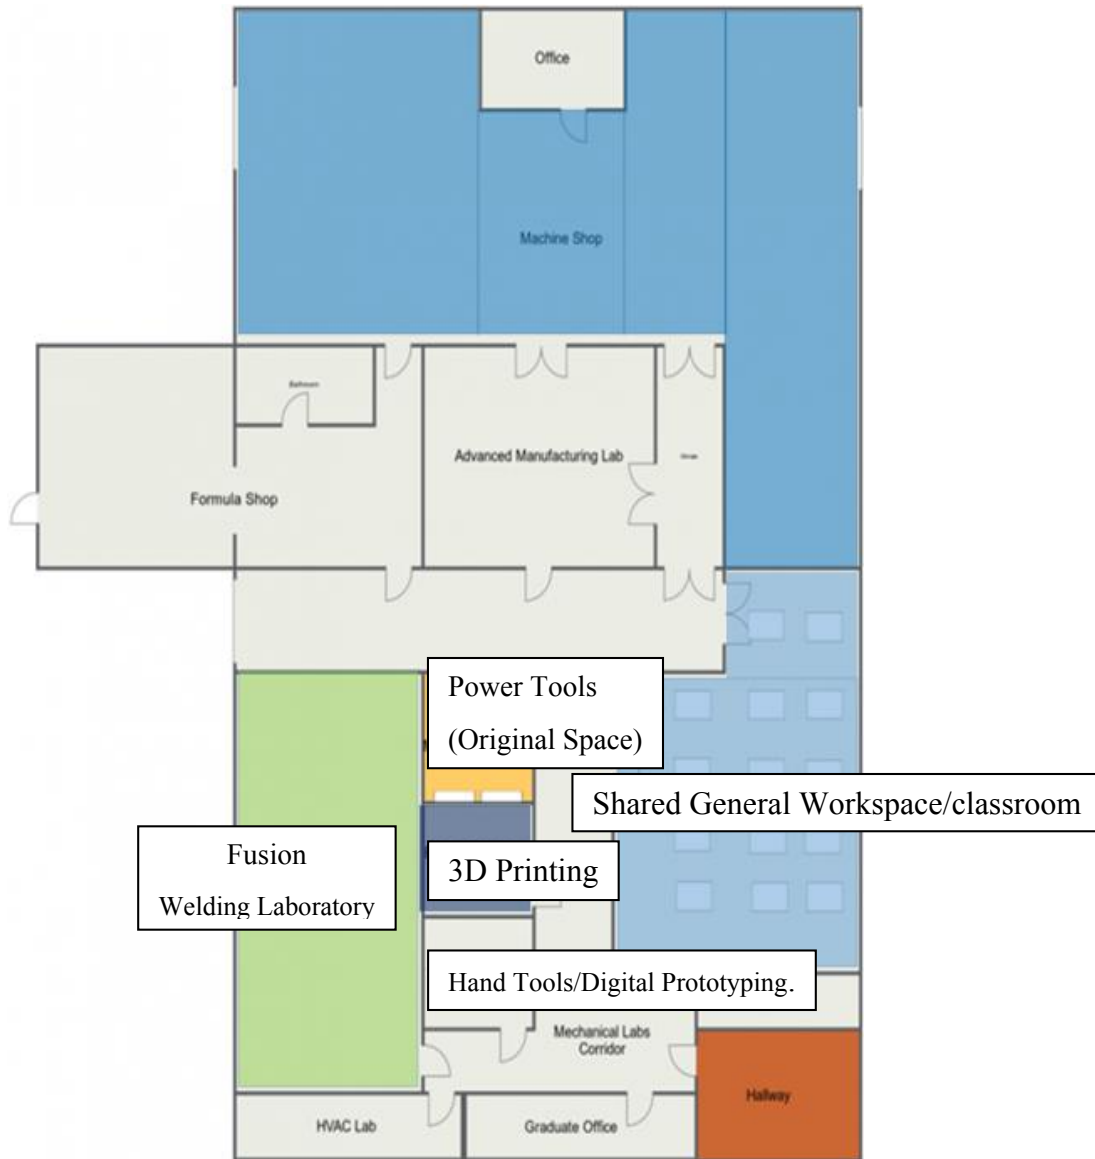 Office
Machine Shop
Bathroom
Advanced Manufacturing Lab
Formula Shop
Power Tools
(Original Space)
Shared General Workspace/classroom
Fusion
Welding Laboratory
3D Printing
Hand Tools/Digital Prototyping.
Mechanical Labs
Corridor
Hallway
HVAC Lab
Graduate Office